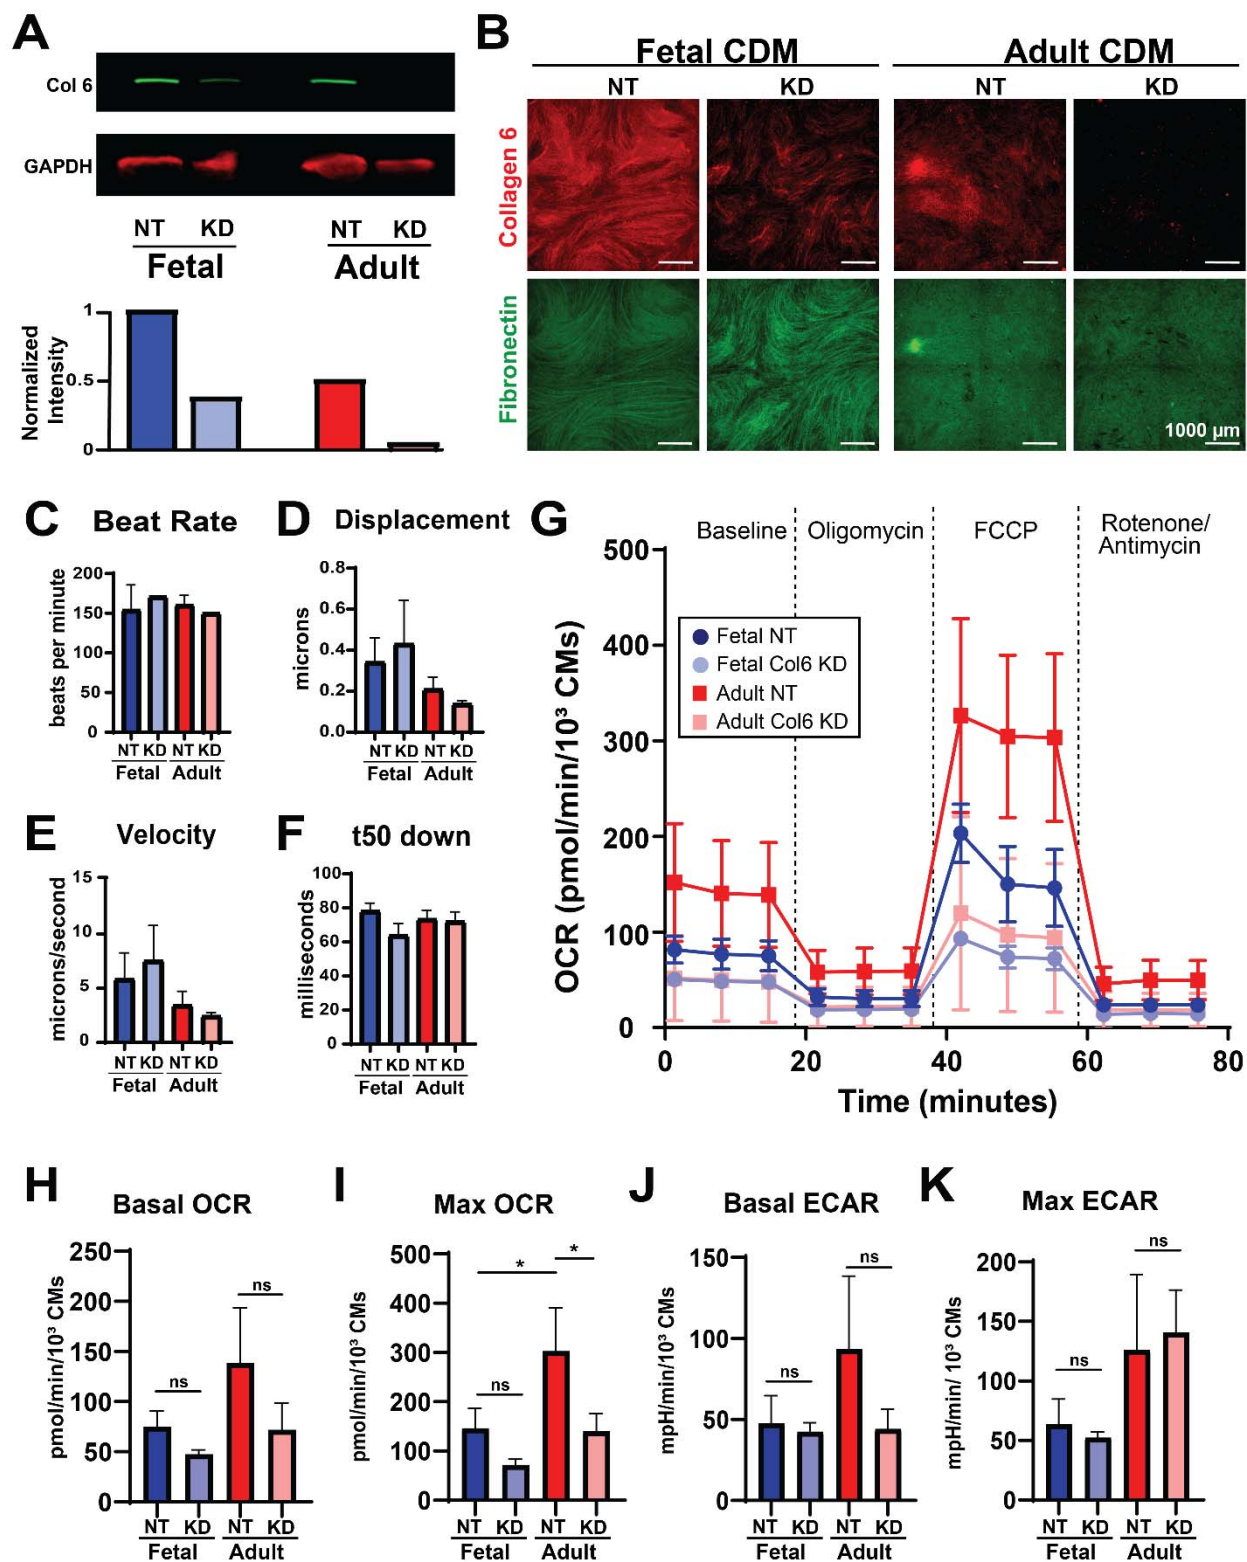 A
Col 6
GAPDH
NT KD NT KD
Fetal Adult
Normalized
Intensity
1
0.5
0
B
Fetal CDM Adult CDM
NT KD NT KD
Collagen 6
Fibronectin
1000 µm
C
Beat Rate
beats per minute
200
150
100
50
0
NT KD NT KD
Fetal Adult
D
Displacement
microns
0.8
0.6
0.4
0.2
0.0
NT KD NT KD
Fetal Adult
E
Velocity
microns/second
15
10
5
0
NT KD NT KD
Fetal Adult
F
t50 down
milliseconds
100
80
60
40
20
0
NT KD NT KD
Fetal Adult
G
Baseline Oligomycin FCCP Rotenone/
Antimycin
OCR (pmol/min/10³ CMs)
500
400
300
200
100
0
Fetal NT
Fetal Col6 KD
Adult NT
Adult Col6 KD
0 20 40 60 80
Time (minutes)
H
Basal OCR
pmol/min/10³ CMs
250
200
150
100
50
0
ns ns
NT KD NT KD
Fetal Adult
I
Max OCR
pmol/min/10³ CMs
500
400
300
200
100
0
ns * *
NT KD NT KD
Fetal Adult
J
Basal ECAR
mpH/min/10³ CMs
150
100
50
0
ns ns
NT KD NT KD
Fetal Adult
K
Max ECAR
mpH/min/ 10³ CMs
200
150
100
50
0
ns ns
NT KD NT KD
Fetal Adult